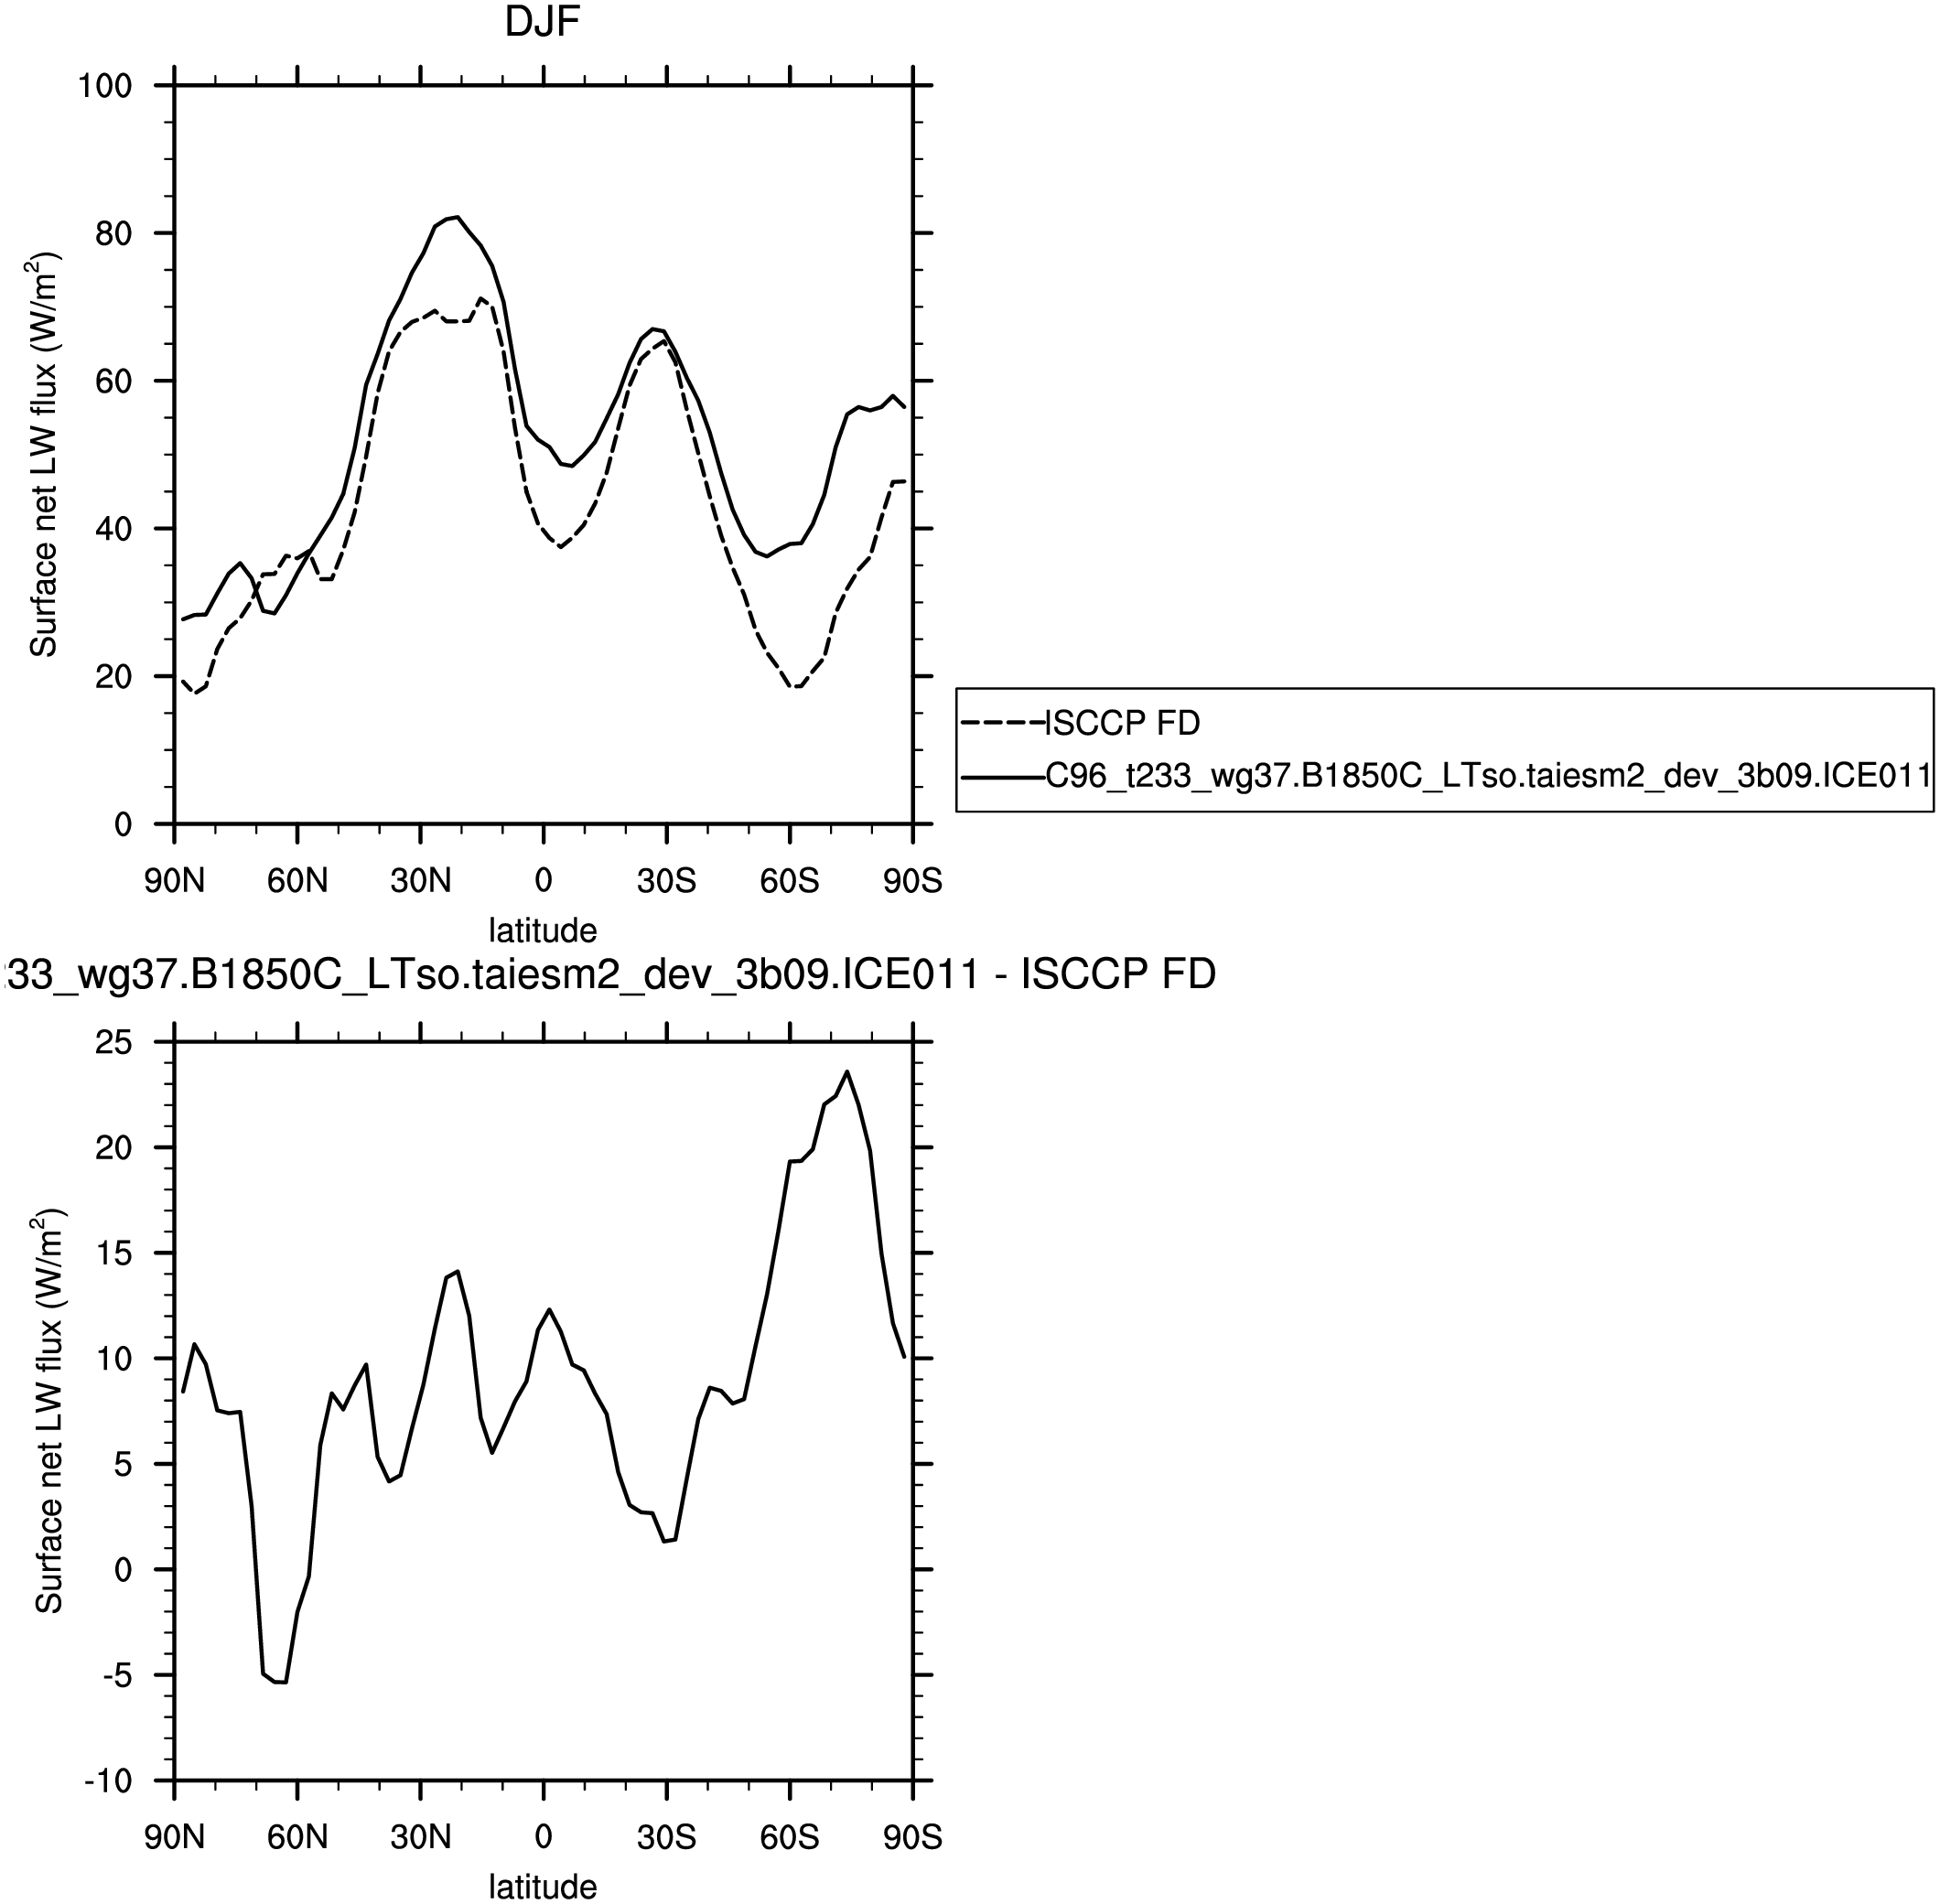 DJF
Surface net LW flux (W/m²)
100
80
60
40
20
0
90N 60N 30N 0 30S 60S 90S
latitude
ISCCP FD
C96_t233_wg37.B1850C_LTso.taiesm2_dev_3b09.ICE011
33_wg37.B1850C_LTso.taiesm2_dev_3b09.ICE011 - ISCCP FD
Surface net LW flux (W/m²)
25
20
15
10
5
0
-5
-10
90N 60N 30N 0 30S 60S 90S
latitude